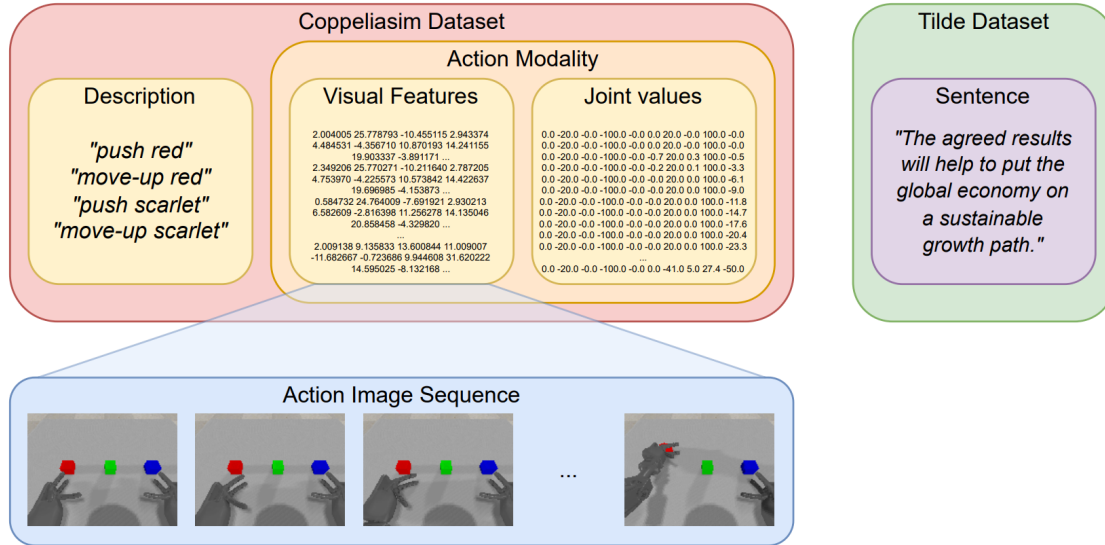 Coppeliasim Dataset
Description
"push red"
"move-up red"
"push scarlet"
"move-up scarlet"
Action Modality
Visual Features
2.004005 25.778793 -10.455115 2.943374
4.484531 -4.356710 10.870193 14.241155
19.903337 -3.891171 ...
2.349206 25.770271 -10.211640 2.787205
4.753970 -4.225573 10.573842 14.422637
19.696985 -4.153873 ...
0.584732 24.764009 -7.691921 2.930213
6.582609 -2.816398 11.256278 14.135046
20.858458 -4.329820 ...
...
2.009138 9.135833 13.600844 11.009007
-11.682667 -0.723686 9.944608 31.620222
14.595025 -8.132168 ...
Joint values
0.0 -20.0 -0.0 -100.0 -0.0 0.0 20.0 -0.0 100.0 -0.0
0.0 -20.0 -0.0 -100.0 -0.0 0.0 20.0 -0.0 100.0 -0.0
0.0 -20.0 -0.0 -100.0 -0.0 -0.7 20.0 0.3 100.0 -0.5
0.0 -20.0 -0.0 -100.0 -0.0 -0.2 20.0 0.1 100.0 -3.3
0.0 -20.0 -0.0 -100.0 -0.0 -0.0 20.0 0.0 100.0 -6.1
0.0 -20.0 -0.0 -100.0 -0.0 -0.0 20.0 0.0 100.0 -9.0
0.0 -20.0 -0.0 -100.0 -0.0 -0.0 20.0 0.0 100.0 -11.8
0.0 -20.0 -0.0 -100.0 -0.0 -0.0 20.0 0.0 100.0 -14.7
0.0 -20.0 -0.0 -100.0 -0.0 -0.0 20.0 0.0 100.0 -17.6
0.0 -20.0 -0.0 -100.0 -0.0 -0.0 20.0 0.0 100.0 -20.4
0.0 -20.0 -0.0 -100.0 -0.0 -0.0 20.0 0.0 100.0 -23.3
...
0.0 -20.0 -0.0 -100.0 -0.0 0.0 -41.0 5.0 27.4 -50.0
Tilde Dataset
Sentence
"The agreed results
will help to put the
global economy on
a sustainable
growth path."
Action Image Sequence
...